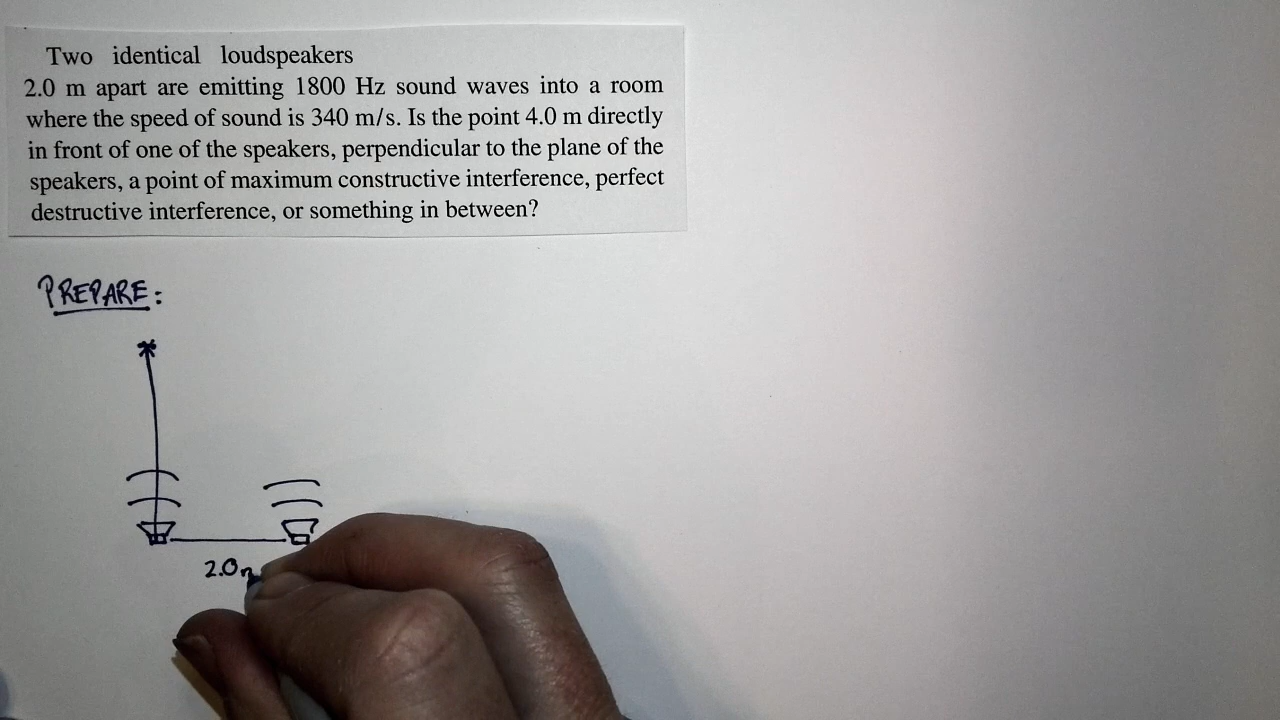 Two identical loudspeakers
2.0 m apart are emitting 1800 Hz sound waves into a room
where the speed of sound is 340 m/s. Is the point 4.0 m directly
in front of one of the speakers, perpendicular to the plane of the
speakers, a point of maximum constructive interference, perfect
destructive interference, or something in between?
PREPARE:
2.0m